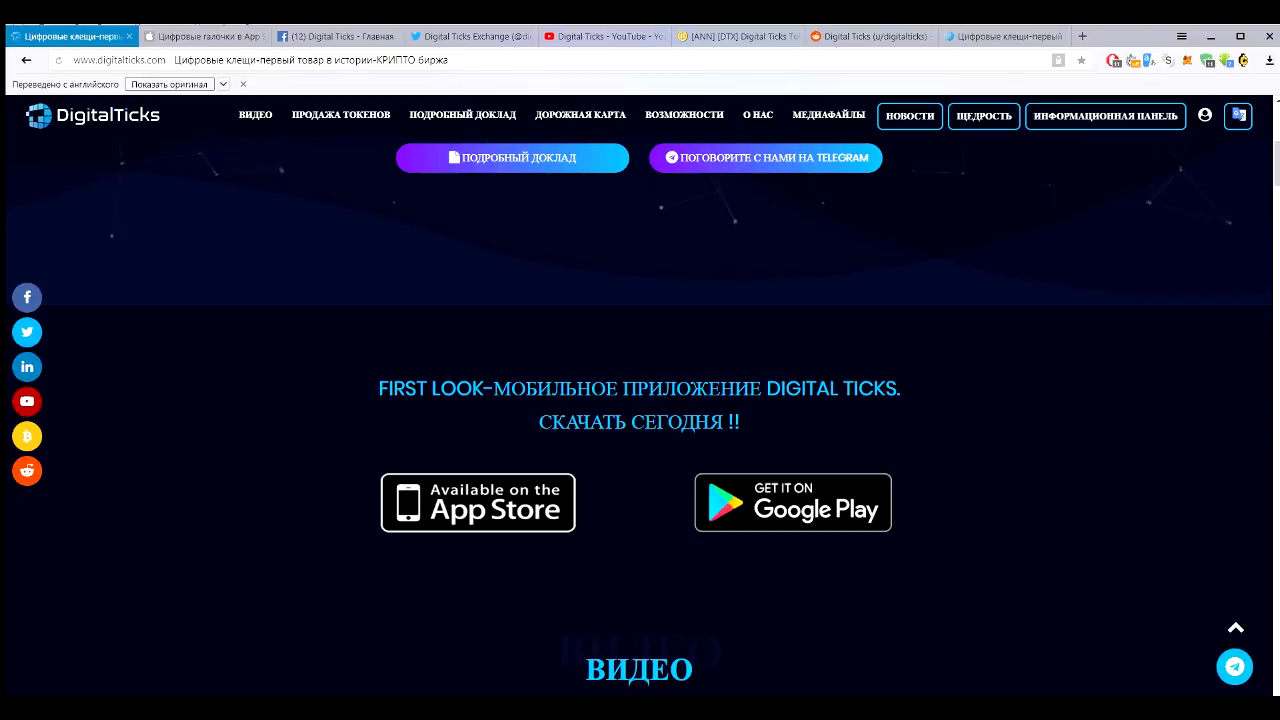 Цифровые клещи-первь
Цифровые галочки в App
(12) Digital Ticks - Главная
Digital Ticks Exchange (@di
Digital Ticks - YouTube - Yo
[ANN] [DTX] Digital Ticks Tol
Digital Ticks (u/digitalticks) -
Цифровые клещи-первый
www.digitalticks.com Цифровые клещи-первый товар в истории-КРИПТО биржа
Переведено с английского Показать оригинал
DigitalTicks
ВИДЕО ПРОДАЖА ТОКЕНОВ ПОДРОБНЫЙ ДОКЛАД ДОРОЖНАЯ КАРТА ВОЗМОЖНОСТИ О НАС МЕДИАФАЙЛЫ НОВОСТИ ЩЕДРОСТЬ ИНФОРМАЦИОННАЯ ПАНЕЛЬ
ПОДРОБНЫЙ ДОКЛАД ПОГОВОРИТЕ С НАМИ НА TELEGRAM
FIRST LOOK-МОБИЛЬНОЕ ПРИЛОЖЕНИЕ DIGITAL TICKS.
СКАЧАТЬ СЕГОДНЯ !!
Available on the
App Store
GET IT ON
Google Play
ВИДЕО
ВИДЕО